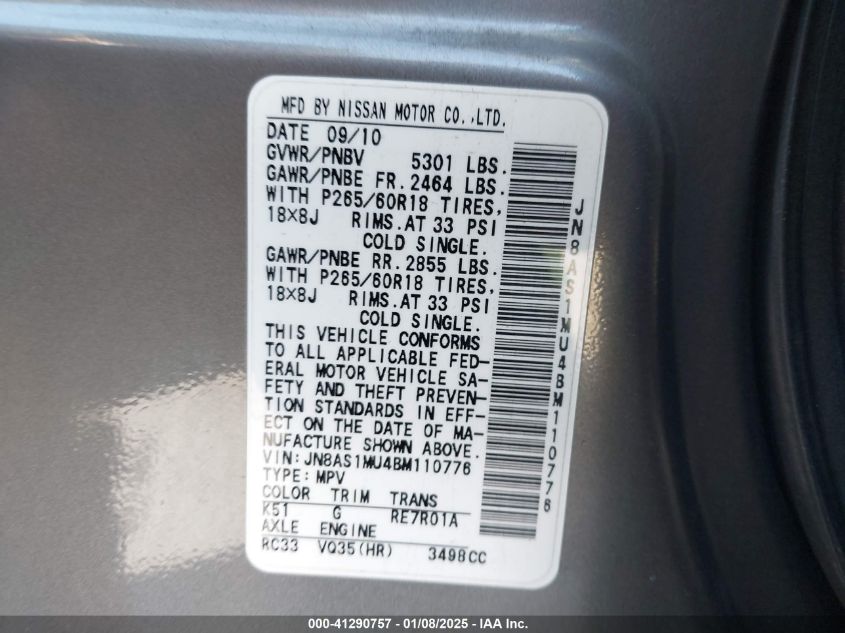 MFD BY NISSAN MOTOR CO.,LTD.
DATE 09/10
GVWR/PNBV 5301 LBS.
GAWR/PNBE FR. 2464 LBS.
WITH P265/60R18 TIRES,
18X8J RIMS. AT 33 PSI
COLD SINGLE.
GAWR/PNBE RR. 2855 LBS.
WITH P265/60R18 TIRES,
18X8J RIMS. AT 33 PSI
COLD SINGLE.
THIS VEHICLE CONFORMS
TO ALL APPLICABLE FED-
ERAL MOTOR VEHICLE SA-
FETY AND THEFT PREVEN-
TION STANDARDS IN EFF-
ECT ON THE DATE OF MA-
NUFACTURE SHOWN ABOVE.
VIN: JN8AS1MU4BM110776
TYPE: MPV
COLOR TRIM TRANS
K51 G RE7R01A
AXLE ENGINE
RC33 VQ35(HR) 3498CC
JN8AS1MU4BM110776
000-41290757 - 01/08/2025 - IAA Inc.